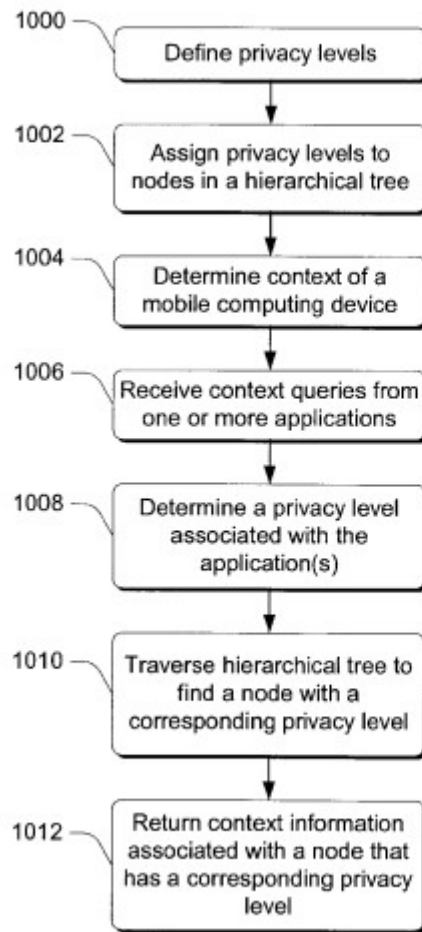 1000
Define privacy levels
1002
Assign privacy levels to
nodes in a hierarchical tree
1004
Determine context of a
mobile computing device
1006
Receive context queries from
one or more applications
1008
Determine a privacy level
associated with the
application(s)
1010
Traverse hierarchical tree to
find a node with a
corresponding privacy level
1012
Return context information
associated with a node that
has a corresponding privacy
level